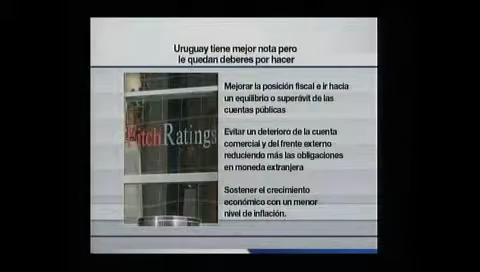 Uruguay tiene mejor nota pero
le quedan deberes por hacer
Mejorar la posición fiscal e ir hacia
un equilibrio o superávit de las
cuentas públicas
FitchRatings
Evitar un deterioro de la cuenta
comercial y del frente externo
reduciendo más las obligaciones
en moneda extranjera
Sostener el crecimiento
económico con un menor
nivel de inflación.